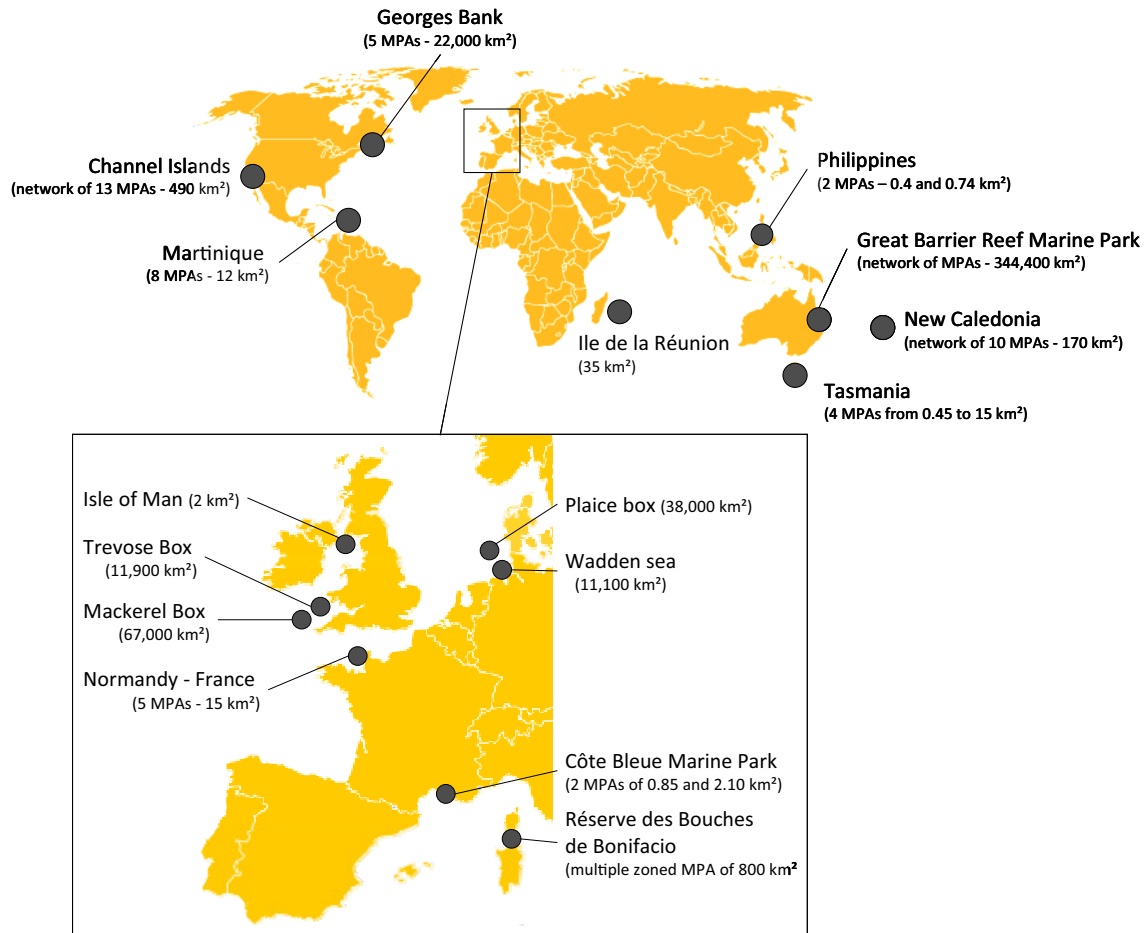 Georges Bank
(5 MPAs - 22,000 km²)
Channel Islands
(network of 13 MPAs - 490 km²)
Martinique
(8 MPAs - 12 km²)
Philippines
(2 MPAs – 0.4 and 0.74 km²)
Great Barrier Reef Marine Park
(network of MPAs - 344,400 km²)
New Caledonia
(network of 10 MPAs - 170 km²)
Ile de la Réunion
(35 km²)
Tasmania
(4 MPAs from 0.45 to 15 km²)
Isle of Man (2 km²)
Trevose Box
(11,900 km²)
Mackerel Box
(67,000 km²)
Normandy - France
(5 MPAs - 15 km²)
Plaice box (38,000 km²)
Wadden sea
(11,100 km²)
Côte Bleue Marine Park
(2 MPAs of 0.85 and 2.10 km²)
Réserve des Bouches
de Bonifacio
(multiple zoned MPA of 800 km²